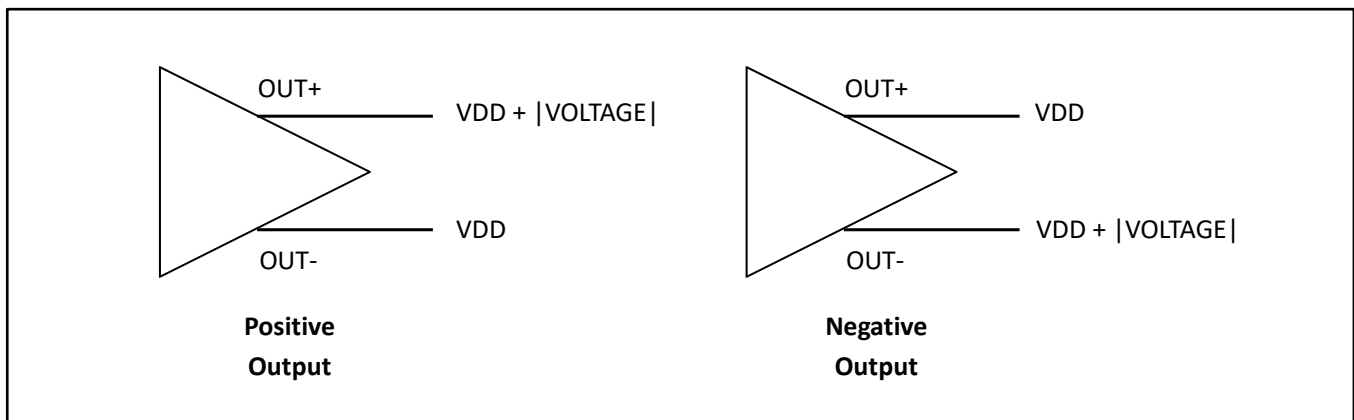 OUT+
VDD + |VOLTAGE|
VDD
OUT-
Positive
Output
OUT+
VDD
VDD + |VOLTAGE|
OUT-
Negative
Output